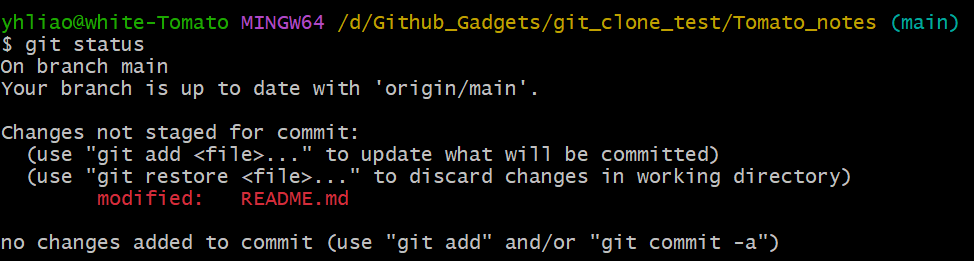 yhliao@white-Tomato MINGW64 /d/Github_Gadgets/git_clone_test/Tomato_notes (main)
$ git status
On branch main
Your branch is up to date with 'origin/main'.

Changes not staged for commit:
  (use "git add <file>..." to update what will be committed)
  (use "git restore <file>..." to discard changes in working directory)
        modified:   README.md

no changes added to commit (use "git add" and/or "git commit -a")